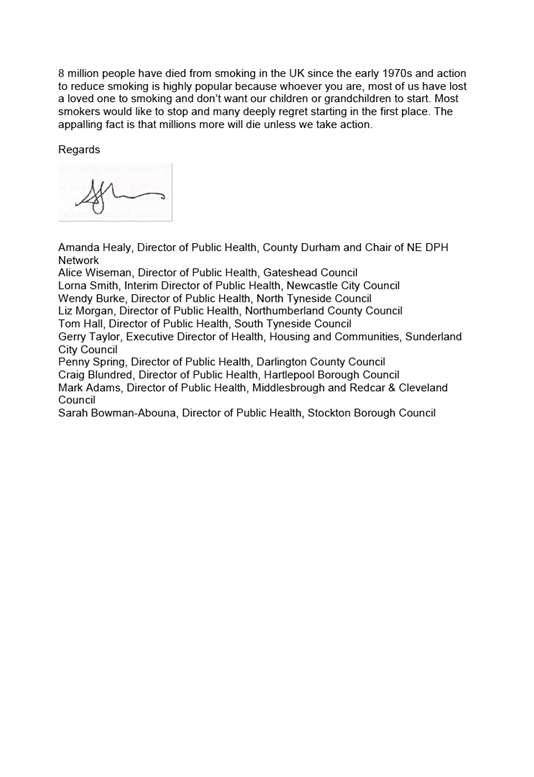 8 million people have died from smoking in the UK since the early 1970s and action
to reduce smoking is highly popular because whoever you are, most of us have lost
a loved one to smoking and don’t want our children or grandchildren to start. Most
smokers would like to stop and many deeply regret starting in the first place. The
appalling fact is that millions more will die unless we take action.
Regards
Amanda Healy, Director of Public Health, County Durham and Chair of NE DPH
Network
Alice Wiseman, Director of Public Health, Gateshead Council
Lorna Smith, Interim Director of Public Health, Newcastle City Council
Wendy Burke, Director of Public Health, North Tyneside Council
Liz Morgan, Director of Public Health, Northumberland County Council
Tom Hall, Director of Public Health, South Tyneside Council
Gerry Taylor, Executive Director of Health, Housing and Communities, Sunderland
City Council
Penny Spring, Director of Public Health, Darlington County Council
Craig Blundred, Director of Public Health, Hartlepool Borough Council
Mark Adams, Director of Public Health, Middlesbrough and Redcar & Cleveland
Council
Sarah Bowman-Abouna, Director of Public Health, Stockton Borough Council